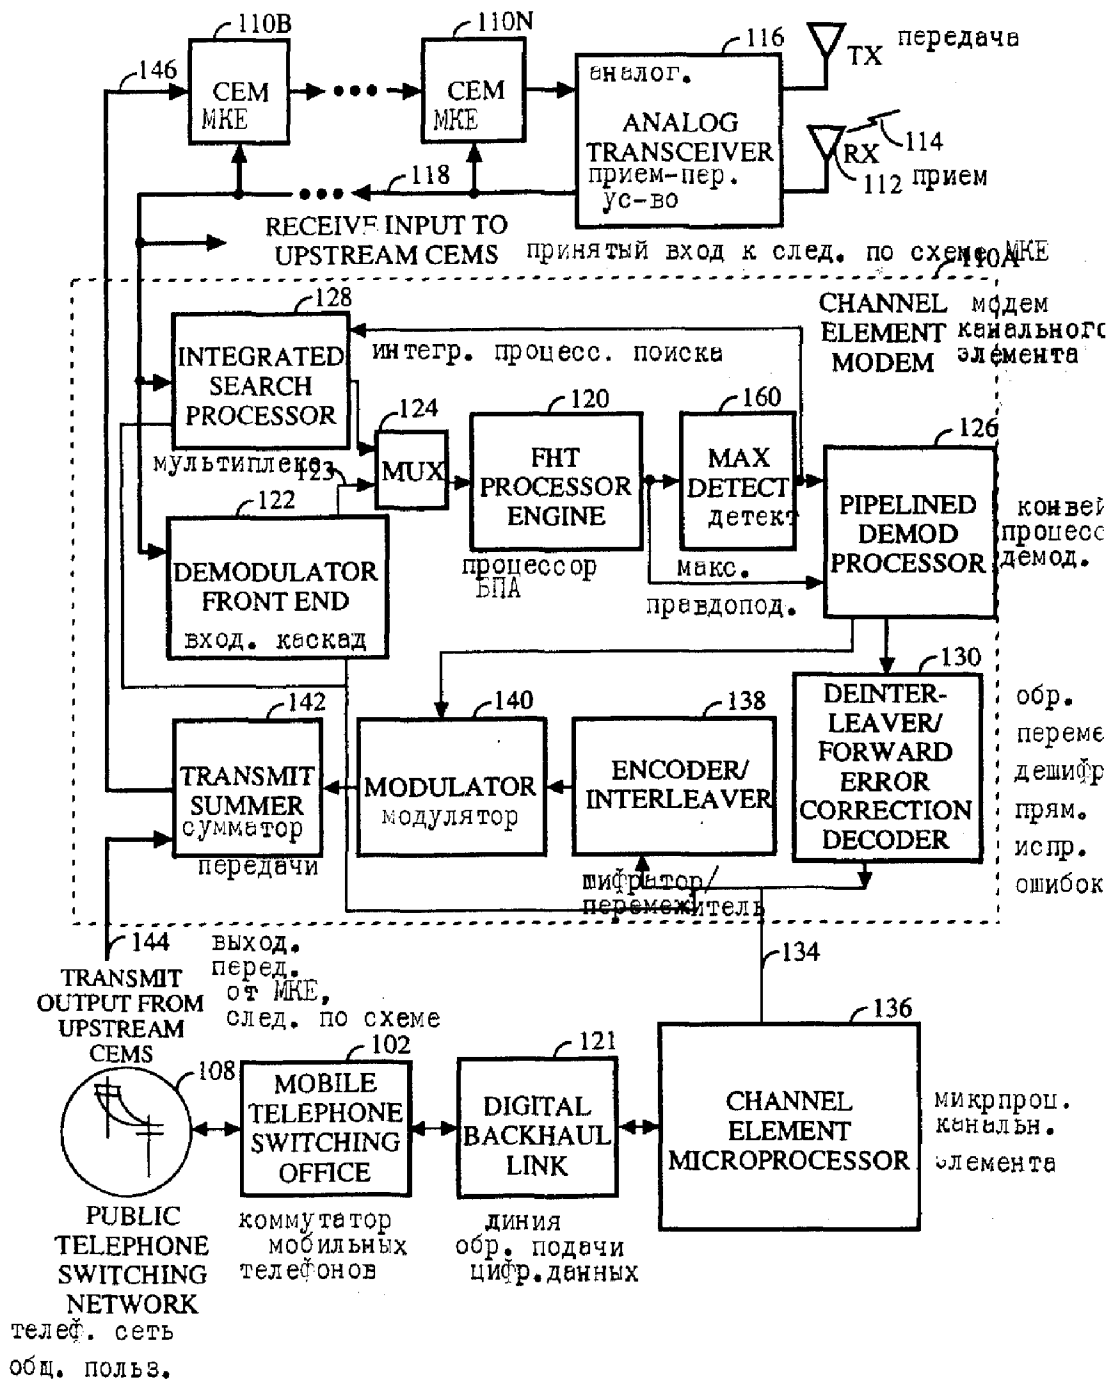 110B
110N
116
TX передача
146
CEM
МКЕ
CEM
МКЕ
аналог.
ANALOG
TRANSCEIVER
прием-пер.
ус-во
RX
114
112 прием
118
RECEIVE INPUT TO
UPSTREAM CEMS
принятый вход к след. по схеме МКЕ
110A
128
CHANNEL
ELEMENT
MODEM
модем
канального
элемента
INTEGRATED
SEARCH
PROCESSOR
интегр. процесс. поиска
124
120
160
126
мультиплекс
123
MUX
FHT
PROCESSOR
ENGINE
MAX
DETECT
детект
PIPELINED
DEMOD
PROCESSOR
конвей
процесс
демод.
122
DEMODULATOR
FRONT END
вход. каскад
процессор
БПА
макс.
правдопод.
130
142
140
138
DEINTER-
LEAVER/
FORWARD
ERROR
CORRECTION
DECODER
обр.
переме
дешифр
прям.
испр.
ошибок
TRANSMIT
SUMMER
сумматор
передачи
MODULATOR
модулятор
ENCODER/
INTERLEAVER
шифратор/
перемежитель
144
134
TRANSMIT
OUTPUT FROM
UPSTREAM
CEMS
выход.
перед.
от МКЕ,
след. по схеме
136
108
102
121
MOBILE
TELEPHONE
SWITCHING
OFFICE
DIGITAL
BACKHAUL
LINK
CHANNEL
ELEMENT
MICROPROCESSOR
микрпроц.
канальн.
элемента
PUBLIC
TELEPHONE
SWITCHING
NETWORK
коммутатор
мобильных
телефонов
диния
обр. подачи
цифр.данных
телеф. сеть
общ. польз.